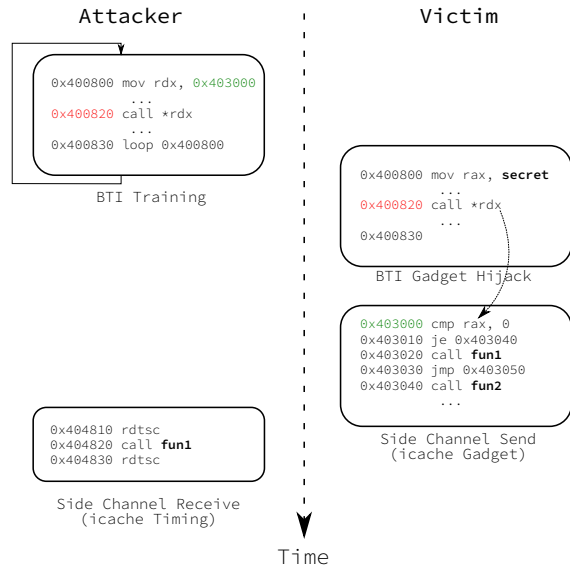 Attacker
Victim
0x400800 mov rdx, 0x403000
...
0x400820 call *rdx
...
0x400830 loop 0x400800
BTI Training
0x400800 mov rax, secret
...
0x400820 call *rdx
...
0x400830
BTI Gadget Hijack
0x403000 cmp rax, 0
0x403010 je 0x403040
0x403020 call fun1
0x403030 jmp 0x403050
0x403040 call fun2
...
Side Channel Send
(icache Gadget)
0x404810 rdtsc
0x404820 call fun1
0x404830 rdtsc
Side Channel Receive
(icache Timing)
Time